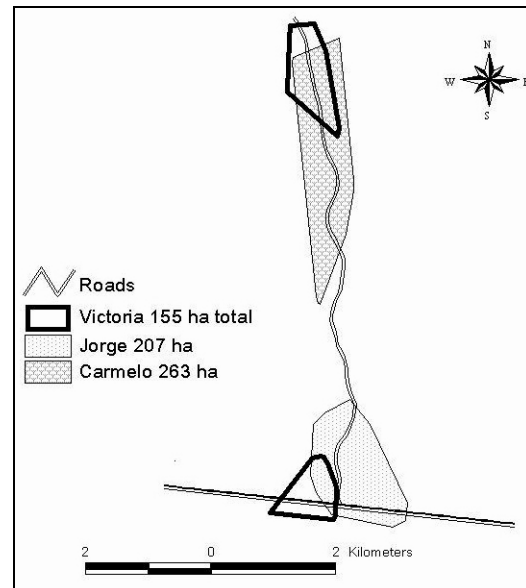 N
W E
S
Roads
Victoria 155 ha total
Jorge 207 ha
Carmelo 263 ha
2 0 2 Kilometers